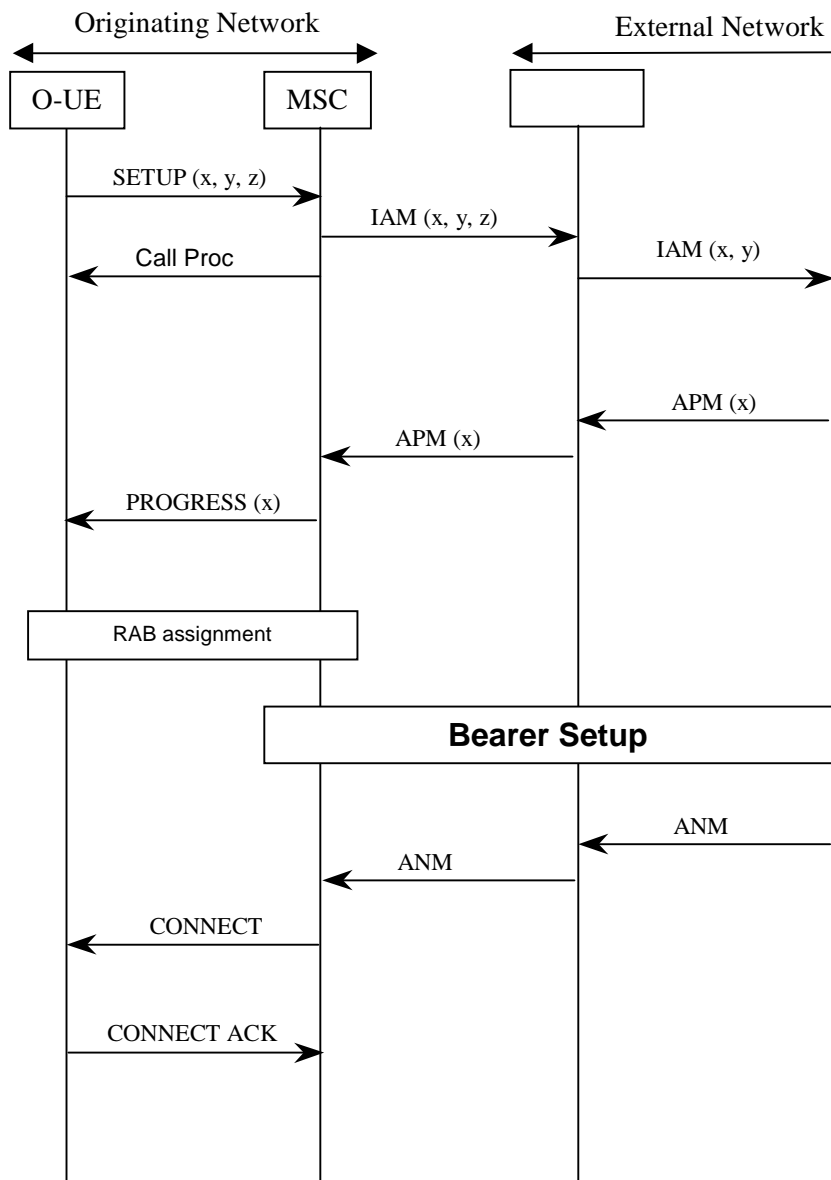 Originating Network
External Network
O-UE
MSC
SETUP (x, y, z)
IAM (x, y, z)
Call Proc
IAM (x, y)
APM (x)
APM (x)
PROGRESS (x)
RAB assignment
Bearer Setup
ANM
ANM
CONNECT
CONNECT ACK